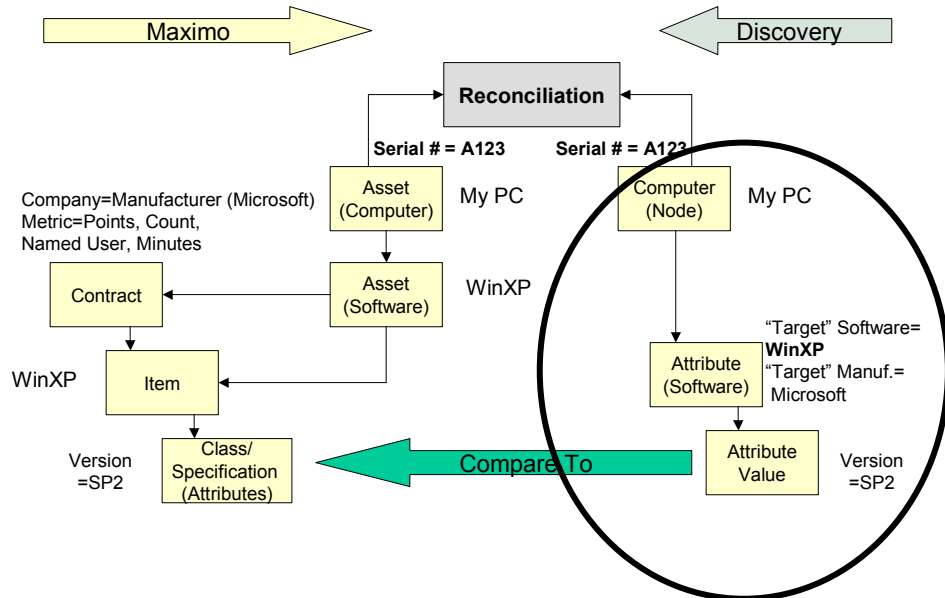 Maximo
Discovery
Reconciliation
Serial # = A123
Serial # = A123
Company=Manufacturer (Microsoft)
Metric=Points, Count,
Named User, Minutes
Asset
(Computer)
My PC
Computer
(Node)
My PC
Contract
Asset
(Software)
WinXP
WinXP
Item
"Target" Software=
WinXP
"Target" Manuf.=
Microsoft
Attribute
(Software)
Version
=SP2
Class/
Specification
(Attributes)
Compare To
Attribute
Value
Version
=SP2